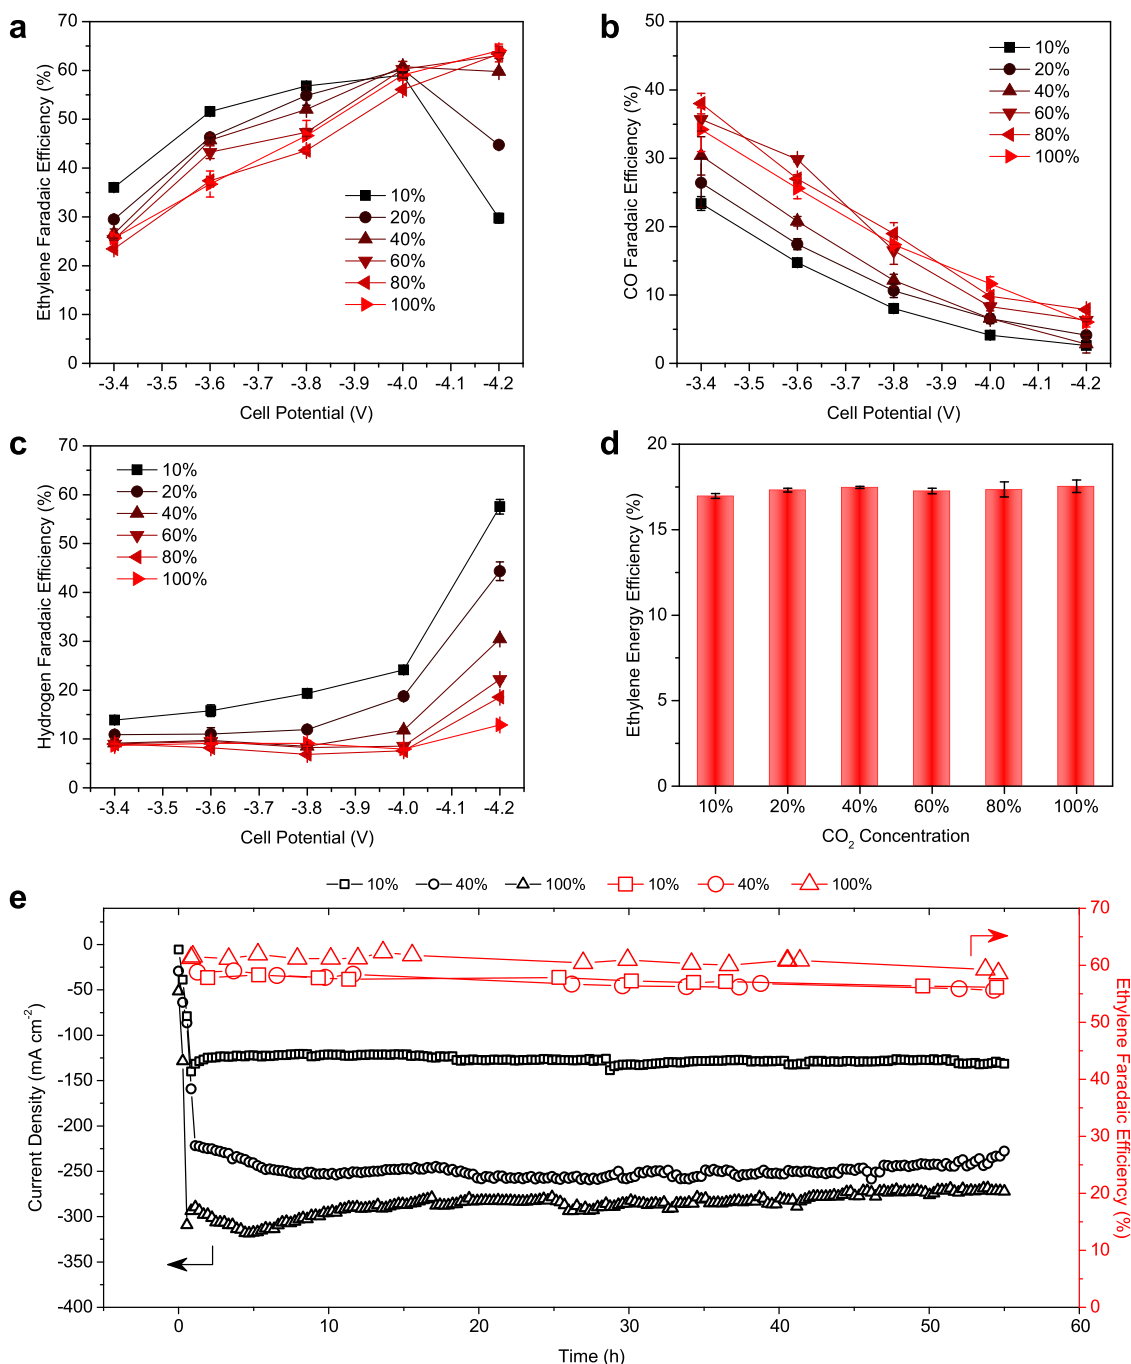 a
Ethylene Faradaic Efficiency (%)
70
60
50
40
30
20
10
0
10%
20%
40%
60%
80%
100%
-3.4 -3.5 -3.6 -3.7 -3.8 -3.9 -4.0 -4.1 -4.2
Cell Potential (V)
b
CO Faradaic Efficiency (%)
50
40
30
20
10
0
10%
20%
40%
60%
80%
100%
-3.4 -3.5 -3.6 -3.7 -3.8 -3.9 -4.0 -4.1 -4.2
Cell Potential (V)
c
Hydrogen Faradaic Efficiency (%)
70
60
50
40
30
20
10
0
10%
20%
40%
60%
80%
100%
-3.4 -3.5 -3.6 -3.7 -3.8 -3.9 -4.0 -4.1 -4.2
Cell Potential (V)
d
Ethylene Energy Efficiency (%)
20
15
10
5
0
10% 20% 40% 60% 80% 100%
CO2 Concentration
e
10% 40% 100% 10% 40% 100%
Current Density (mA cm-2)
0
-50
-100
-150
-200
-250
-300
-350
-400
70
60
50
40
30
20
10
0
Ethylene Faradaic Efficiency (%)
0 10 20 30 40 50 60
Time (h)